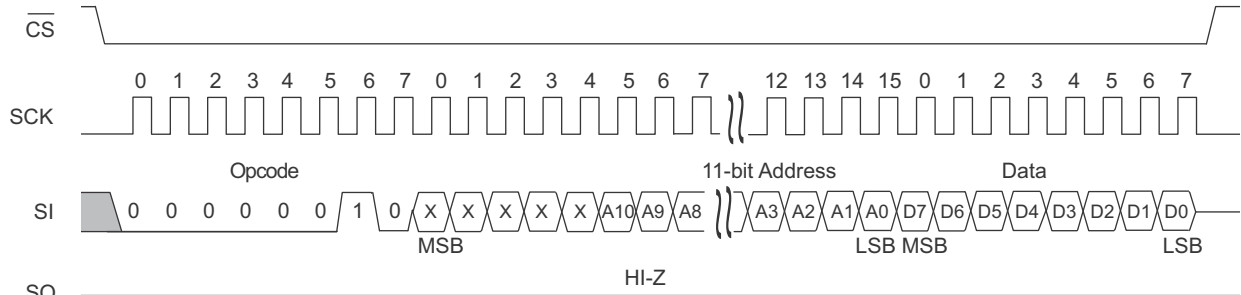 CS
0 1 2 3 4 5 6 7 0 1 2 3 4 5 6 7 12 13 14 15 0 1 2 3 4 5 6 7
SCK
Opcode 11-bit Address Data
SI 0 0 0 0 0 0 1 0 X X X X X A10 A9 A8 A3 A2 A1 A0 D7 D6 D5 D4 D3 D2 D1 D0
MSB LSB MSB LSB
HI-Z
SO